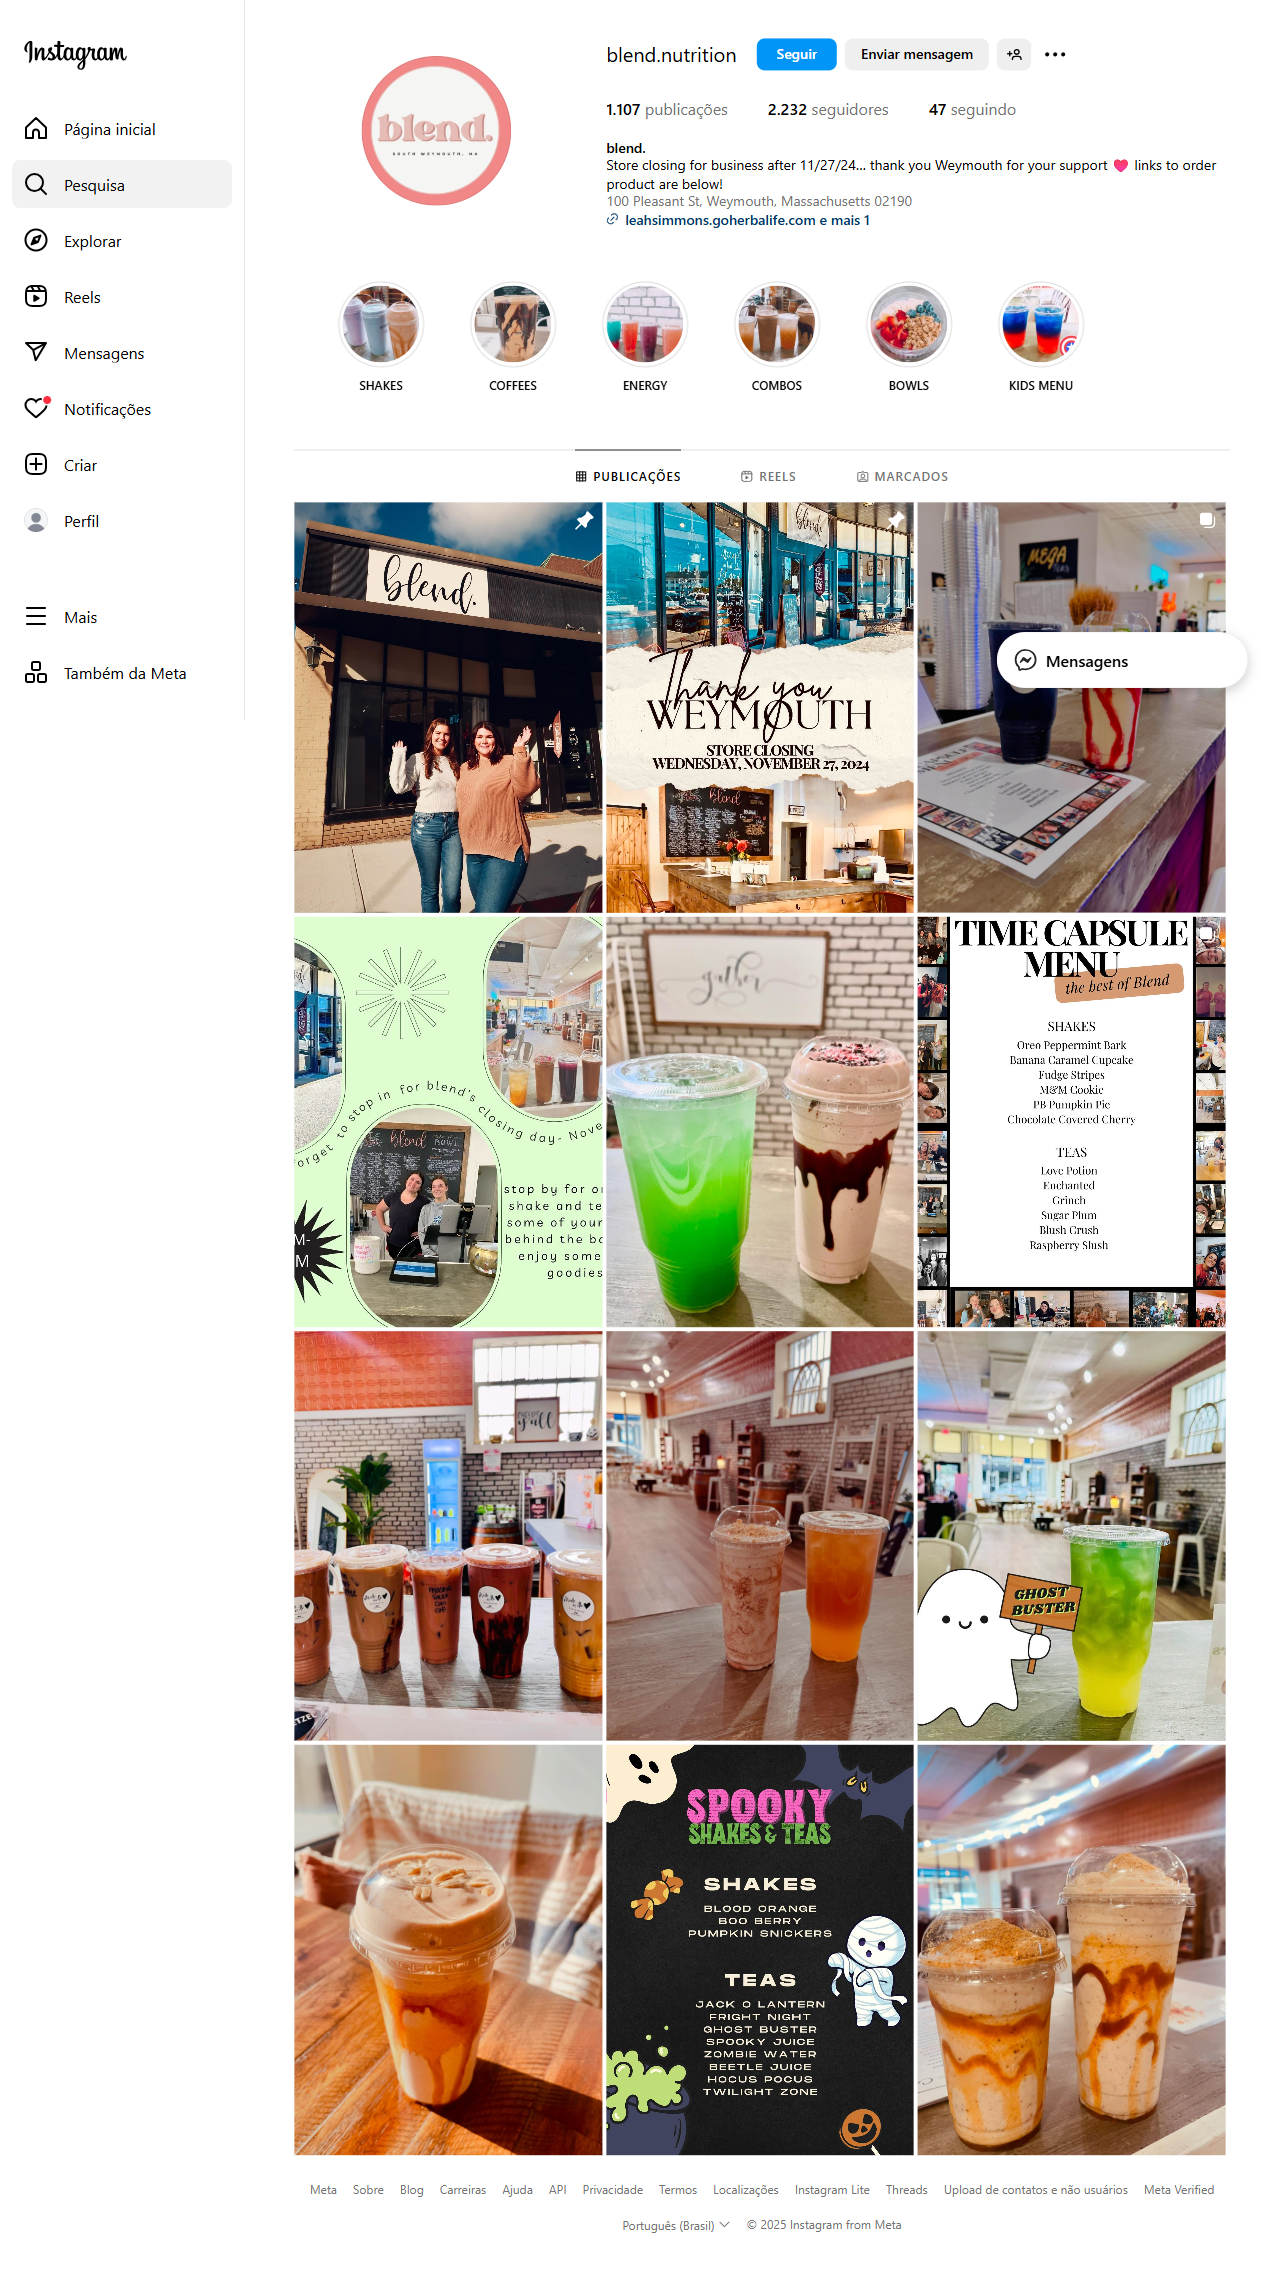 Instagram
Página inicial
Pesquisa
Explorar
Reels
Mensagens
Notificações
Criar
Perfil
Mais
Também da Meta
blend.
SOUTH WEYMOUTH, MA
blend.nutrition
Seguir
Enviar mensagem
1.107 publicações 2.232 seguidores 47 seguindo
blend.
Store closing for business after 11/27/24... thank you Weymouth for your support 🩷 links to order
product are below!
100 Pleasant St, Weymouth, Massachusetts 02190
leahsimmons.goherbalife.com e mais 1
SHAKES
COFFEES
ENERGY
COMBOS
BOWLS
KIDS MENU
PUBLICAÇÕES
REELS
MARCADOS
blend.
blend
Thank you
WEYMOUTH
STORE CLOSING
WEDNESDAY, NOVEMBER 27, 2024
blend
MEGA
Mensagens
orget to stop in for blend's closing day- Nove
blend
stop by for or
shake and te
some of your
behind the bo
enjoy some
goodies
M-
M
gather
TIME CAPSULE
MENU
the best of Blend
SHAKES
Oreo Peppermint Bark
Banana Caramel Cupcake
Fudge Stripes
M&M Cookie
PB Pumpkin Pie
Chocolate Covered Cherry
TEAS
Love Potion
Enchanted
Grinch
Sugar Plum
Blush Crush
Raspberry Slush
y'all
GHOST
BUSTER
SPOOKY
SHAKES & TEAS
SHAKES
BLOOD ORANGE
BOO BERRY
PUMPKIN SNICKERS
TEAS
JACK O LANTERN
FRIGHT NIGHT
GHOST BUSTER
SPOOKY JUICE
ZOMBIE WATER
BEETLE JUICE
HOCUS POCUS
TWILIGHT ZONE
Meta Sobre Blog Carreiras Ajuda API Privacidade Termos Localizações Instagram Lite Threads Upload de contatos e não usuários Meta Verified
Português (Brasil) © 2025 Instagram from Meta